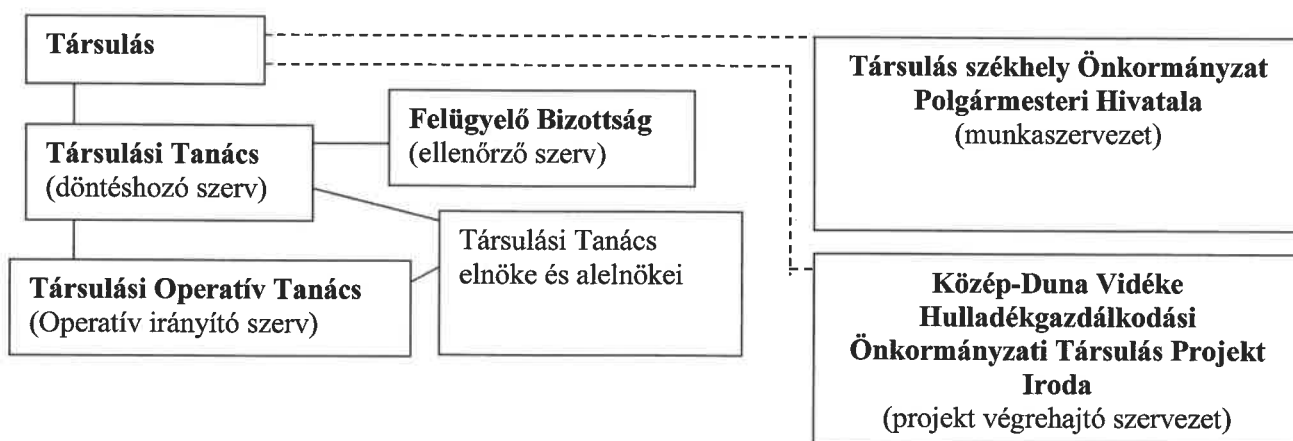 Társulás
Társulás székhely Önkormányzat
Polgármesteri Hivatala
(munkaszervezet)
Felügyelő Bizottság
(ellenőrző szerv)
Társulási Tanács
(döntéshozó szerv)
Társulási Tanács
elnöke és alelnökei
Társulási Operatív Tanács
(Operatív irányító szerv)
Közép-Duna Vidéke
Hulladékgazdálkodási
Önkormányzati Társulás Projekt
Iroda
(projekt végrehajtó szervezet)